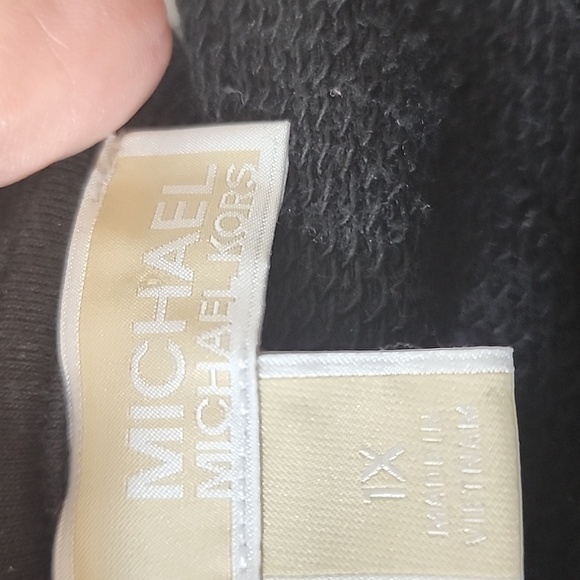 MICHAEL
MICHAEL KORS
1X
MADE IN
VIETNAM